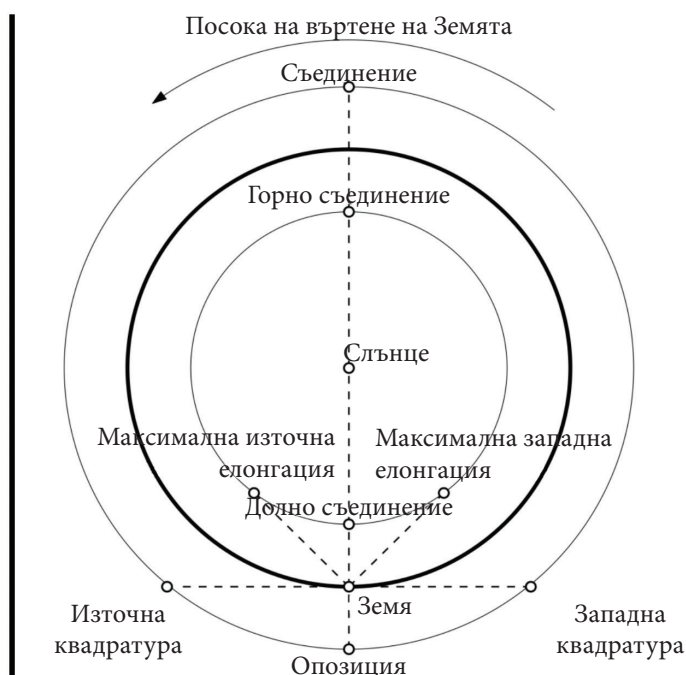 Посока на въртене на Земята
Съединение
Горно съединение
Слънце
Максимална източна
елонгация
Максимална западна
елонгация
Долно съединение
Земя
Източна
квадратура
Западна
квадратура
Опозиция